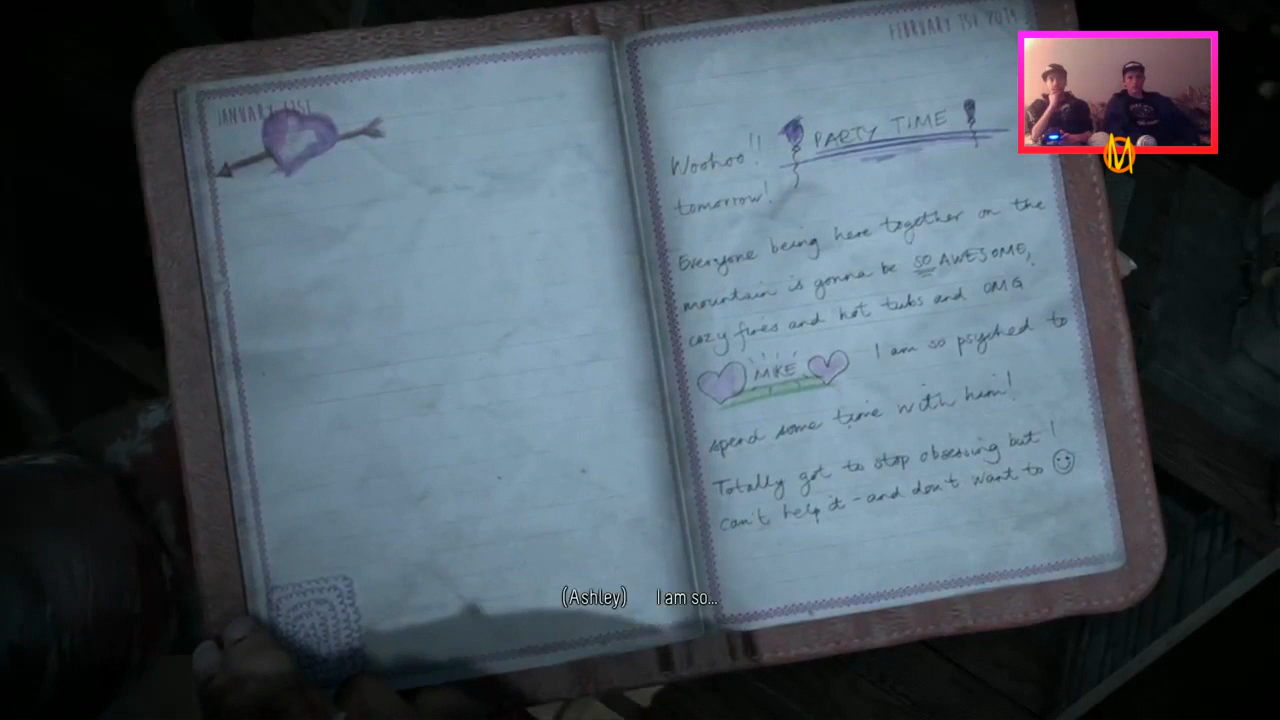 JANUARY 31ST
FEBRUARY 1ST 2014
Woohoo!! PARTY TIME
tomorrow!
Everyone being here together on the
mountain is gonna be SO AWESOME,
cozy fires and hot tubs and OMG
MIKE I am so psyched to
spend some time with him!
Totally got to stop obsessing but I
can't help it - and don't want to
(Ashley) I am so...
M